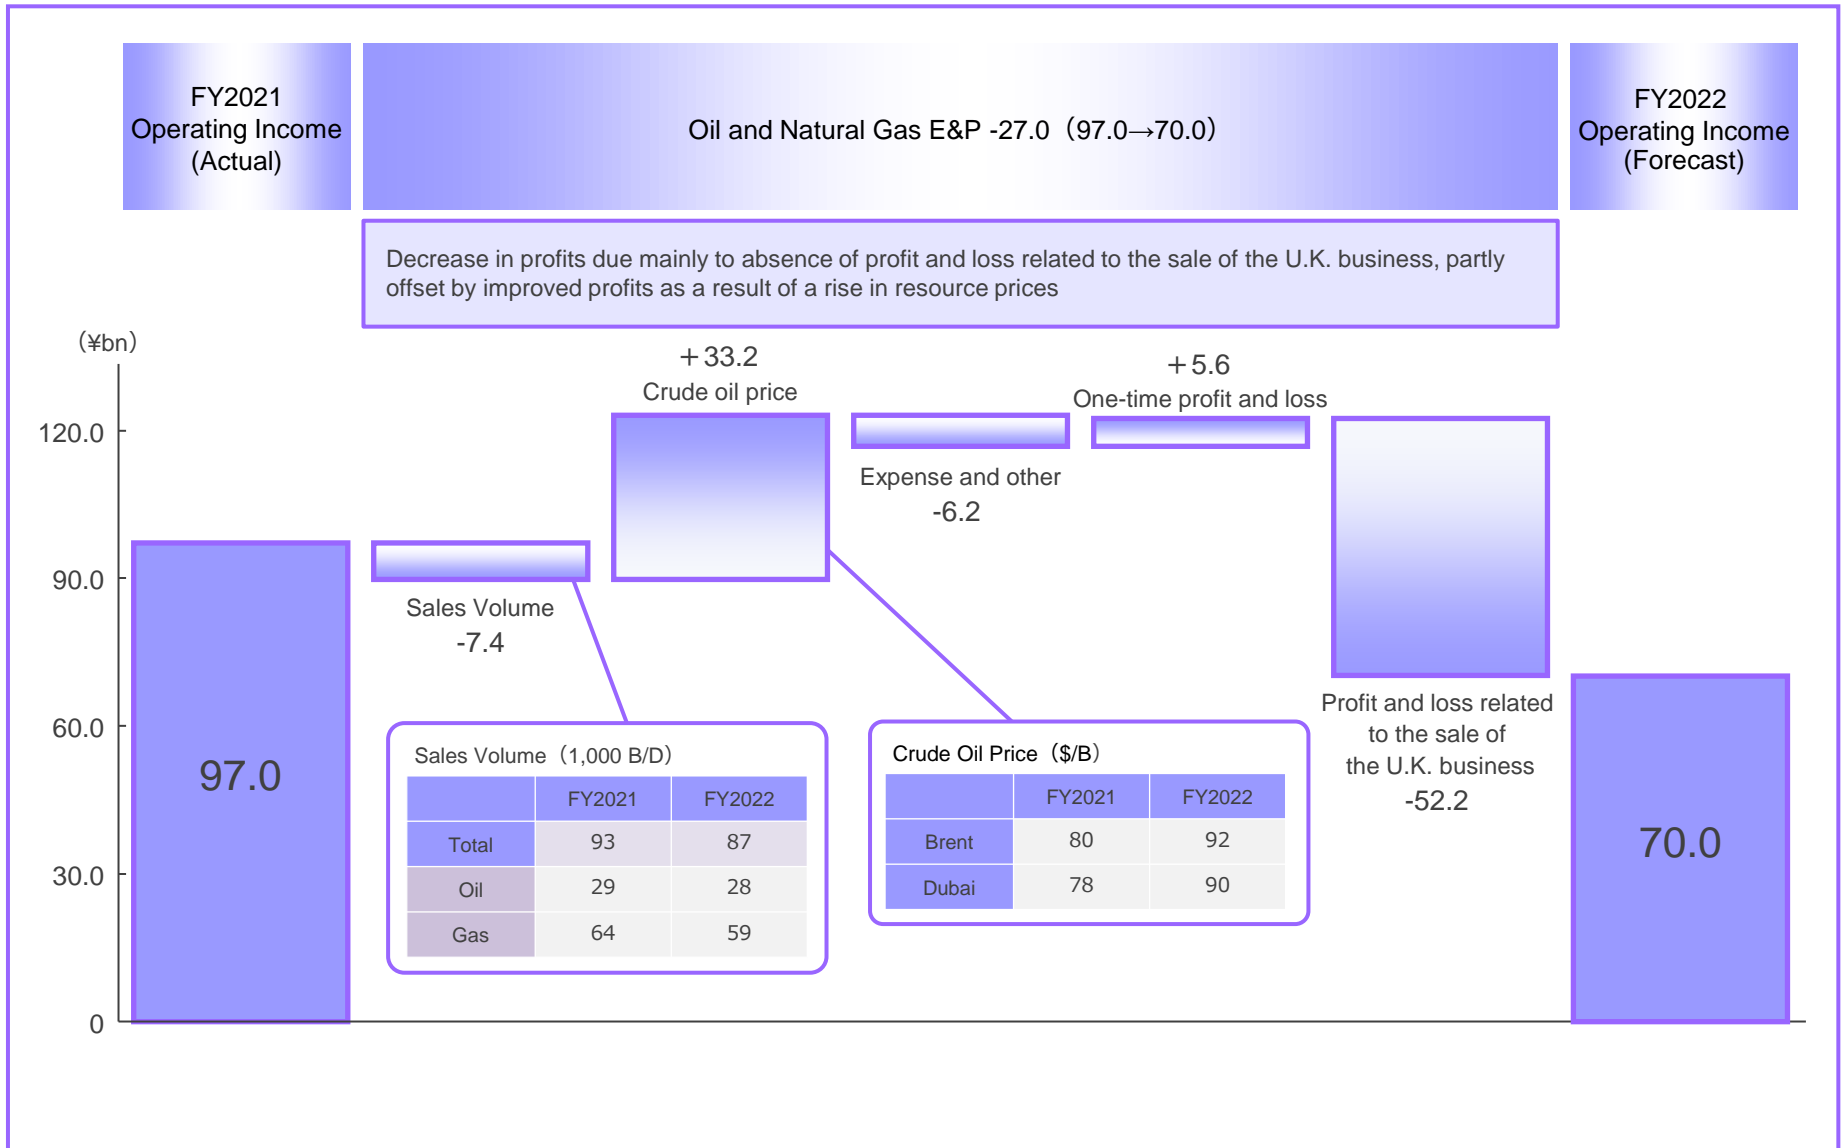 FY2021
Operating Income
(Actual)
Oil and Natural Gas E&P -27.0（97.0→70.0）
FY2022
Operating Income
(Forecast)
Decrease in profits due mainly to absence of profit and loss related to the sale of the U.K. business, partly
offset by improved profits as a result of a rise in resource prices
（¥bn）
120.0
90.0
60.0
30.0
0
97.0
Sales Volume
-7.4
＋33.2
Crude oil price
Expense and other
-6.2
＋5.6
One-time profit and loss
Profit and loss related
to the sale of
the U.K. business
-52.2
70.0
Sales Volume（1,000 B/D）
FY2021 FY2022
Total 93 87
Oil 29 28
Gas 64 59
Crude Oil Price（$/B）
FY2021 FY2022
Brent 80 92
Dubai 78 90